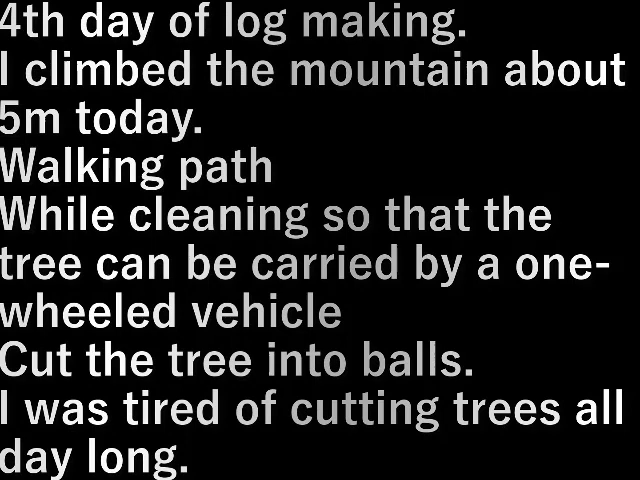 4th day of log making.
I climbed the mountain about
5m today.
Walking path
While cleaning so that the
tree can be carried by a one-
wheeled vehicle
Cut the tree into balls.
I was tired of cutting trees all
day long.